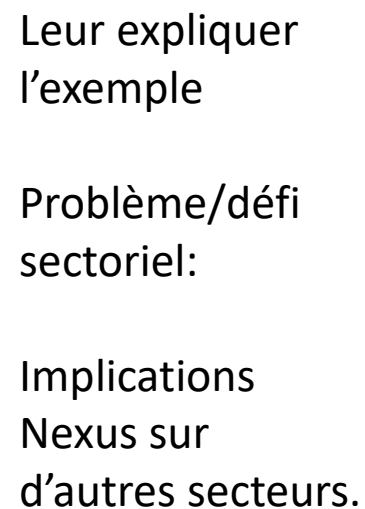 Leur expliquer
l’exemple
Problème/défi
sectoriel:
Implications
Nexus sur
d’autres secteurs.